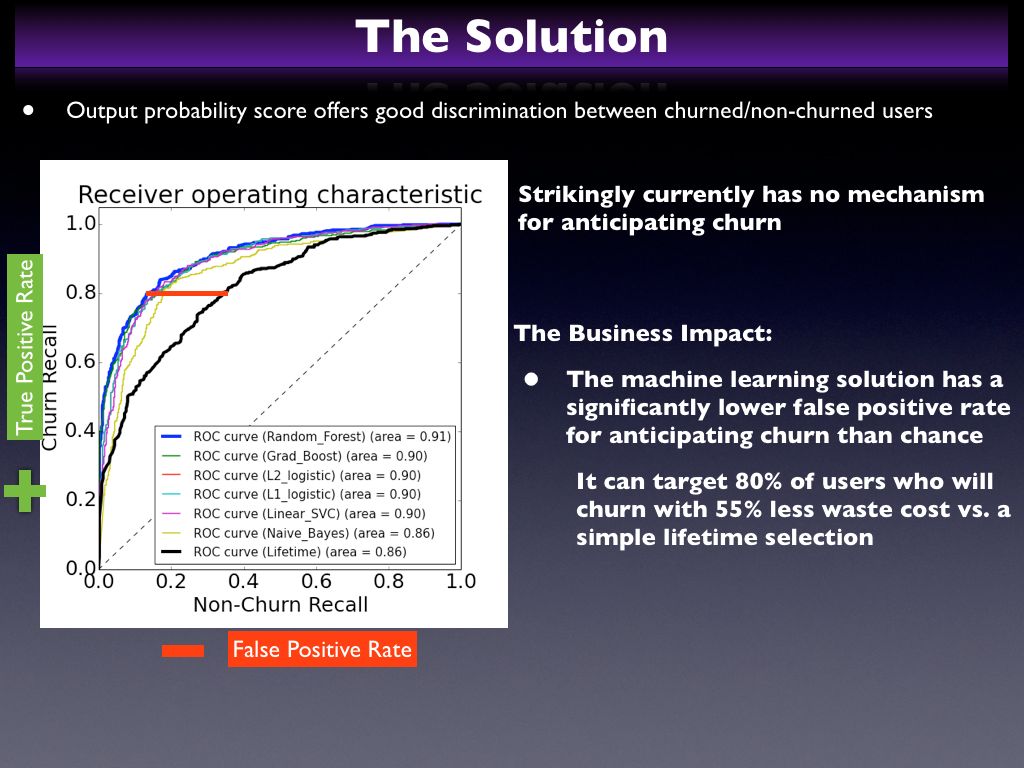 The Solution
• Output probability score offers good discrimination between churned/non-churned users
Receiver operating characteristic
1.0
0.8
0.6
0.4
0.2
0.0
True Positive Rate
Churn Recall
ROC curve (Random_Forest) (area = 0.91)
ROC curve (Grad_Boost) (area = 0.90)
ROC curve (L2_logistic) (area = 0.90)
ROC curve (L1_logistic) (area = 0.90)
ROC curve (Linear_SVC) (area = 0.90)
ROC curve (Naive_Bayes) (area = 0.86)
ROC curve (Lifetime) (area = 0.86)
0.0 0.2 0.4 0.6 0.8 1.0
Non-Churn Recall
False Positive Rate
Strikingly currently has no mechanism
for anticipating churn
The Business Impact:
• The machine learning solution has a
significantly lower false positive rate
for anticipating churn than chance
It can target 80% of users who will
churn with 55% less waste cost vs. a
simple lifetime selection